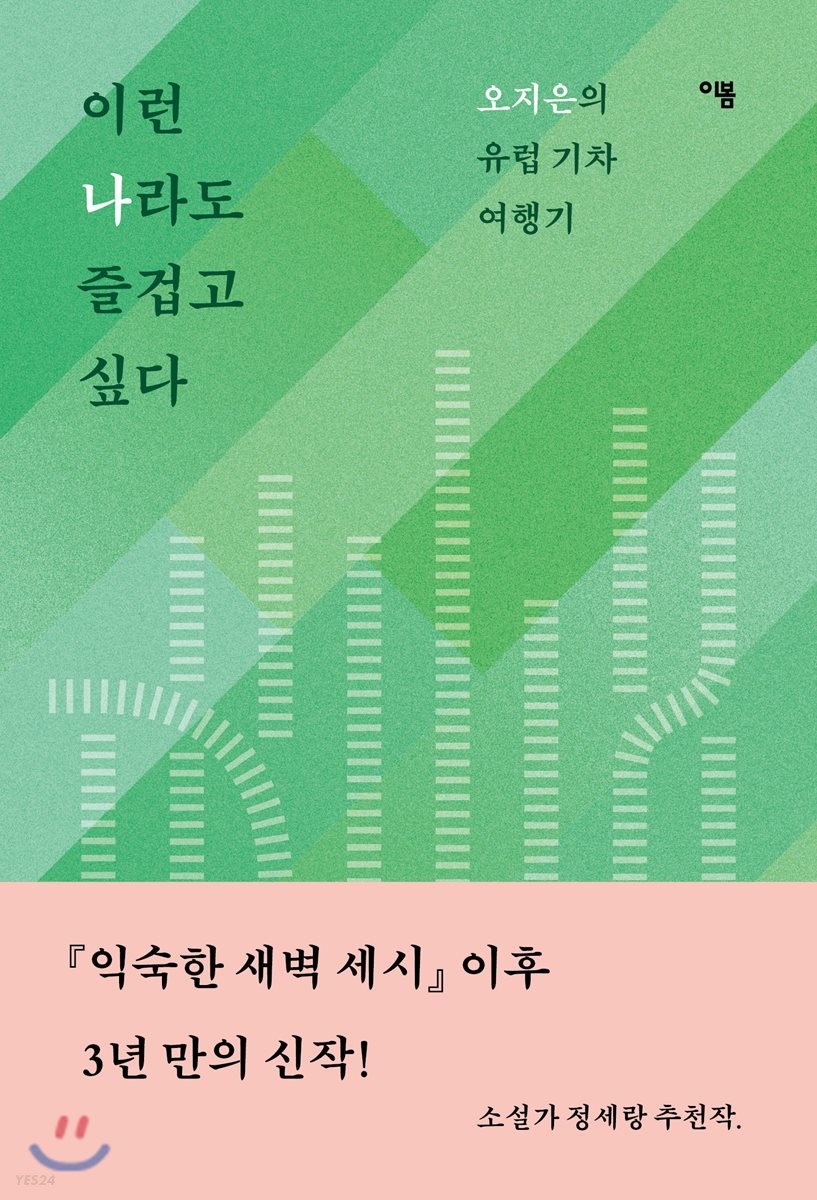 이런
나라도
즐겁고
싶다
오지은의
유럽 기차
여행기
이봄
『익숙한 새벽 세시』 이후
3년 만의 신작!
소설가 정세랑 추천작.
YES24